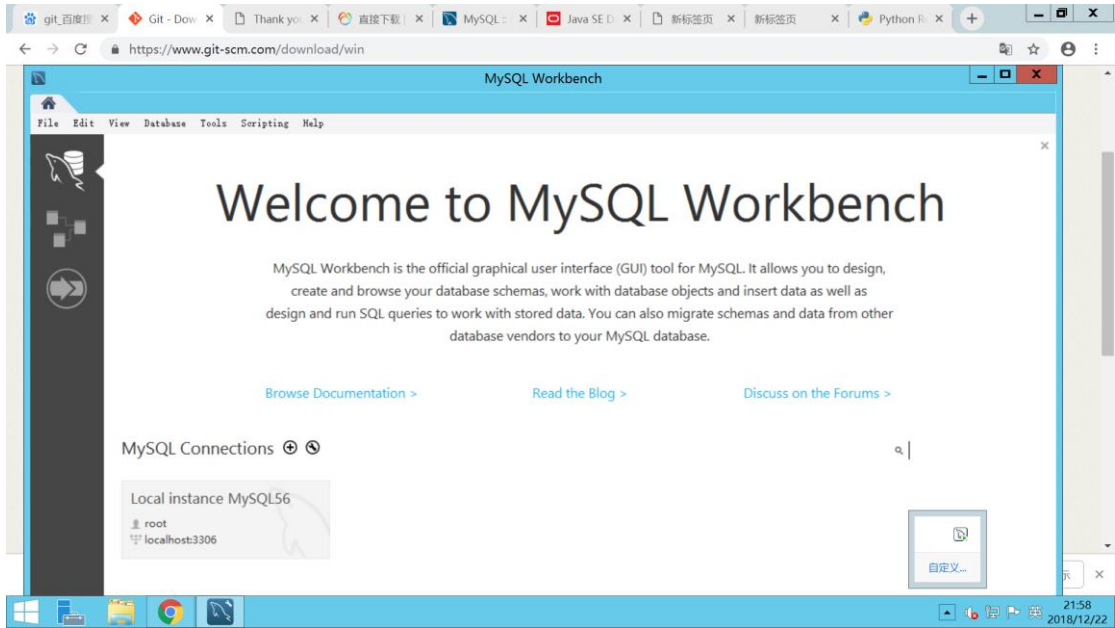 git_百度搜
Git - Dow
Thank yo
直接下载
MySQL ::
Java SE D
新标签页
新标签页
Python R
https://www.git-scm.com/download/win
MySQL Workbench
File Edit View Database Tools Scripting Help
Welcome to MySQL Workbench
MySQL Workbench is the official graphical user interface (GUI) tool for MySQL. It allows you to design,
create and browse your database schemas, work with database objects and insert data as well as
design and run SQL queries to work with stored data. You can also migrate schemas and data from other
database vendors to your MySQL database.
Browse Documentation >
Read the Blog >
Discuss on the Forums >
MySQL Connections
Local instance MySQL56
root
localhost:3306
自定义...
示
英
21:58
2018/12/22